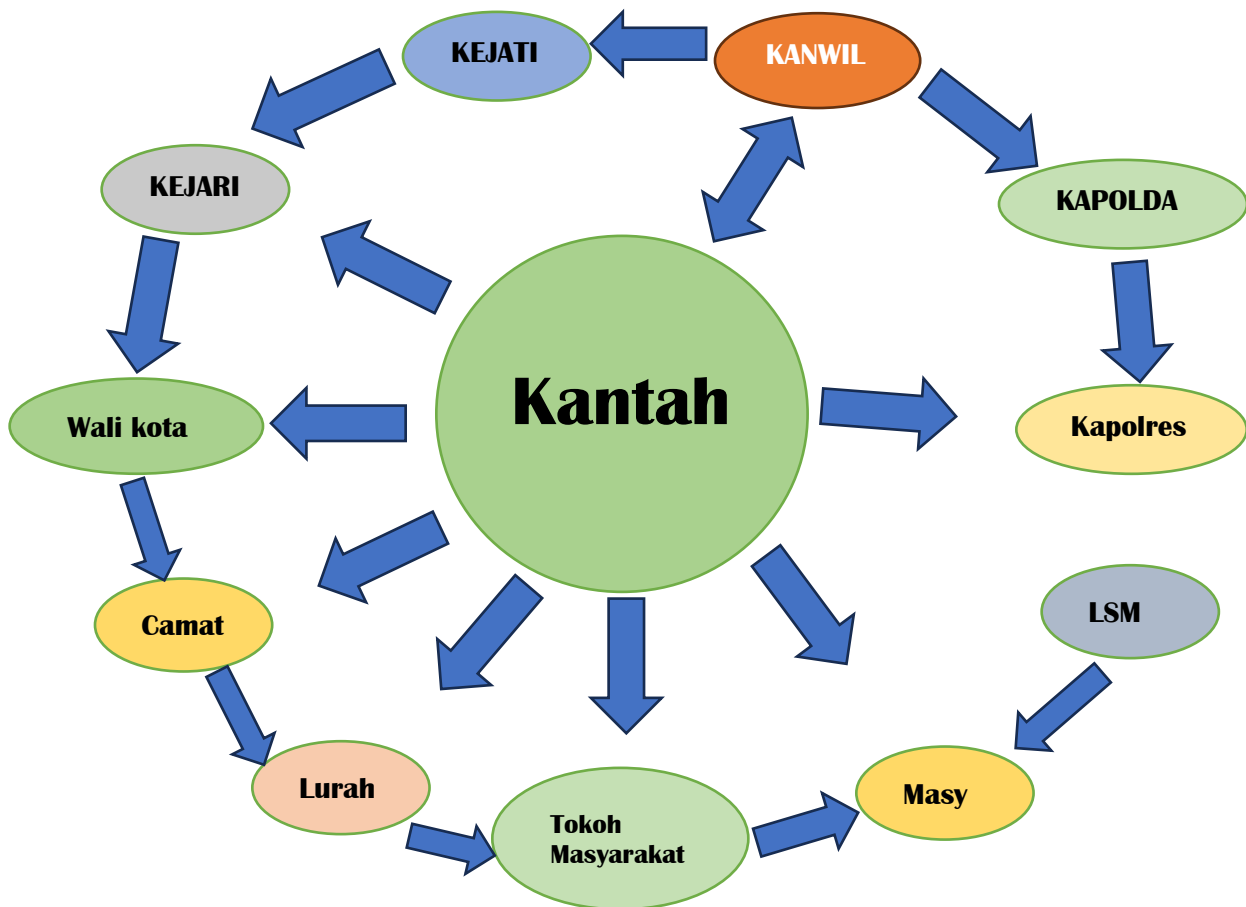 KEJATI
KANWIL
KEJARI
KAPOLDA
Kantah
Wali kota
Kapolres
Camat
LSM
Lurah
Tokoh
Masyarakat
Masy